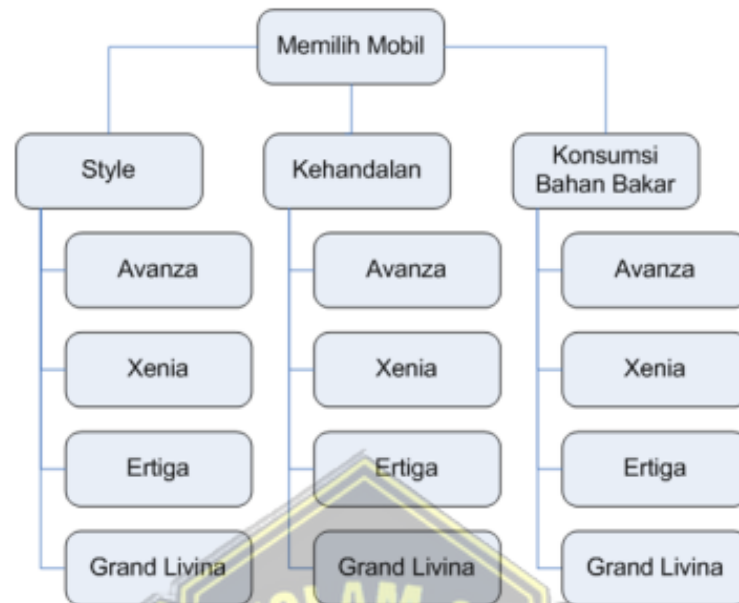 Memilih Mobil
Style
Kehandalan
Konsumsi
Bahan Bakar
Avanza
Avanza
Avanza
Xenia
Xenia
Xenia
Ertiga
Ertiga
Ertiga
Grand Livina
Grand Livina
Grand Livina